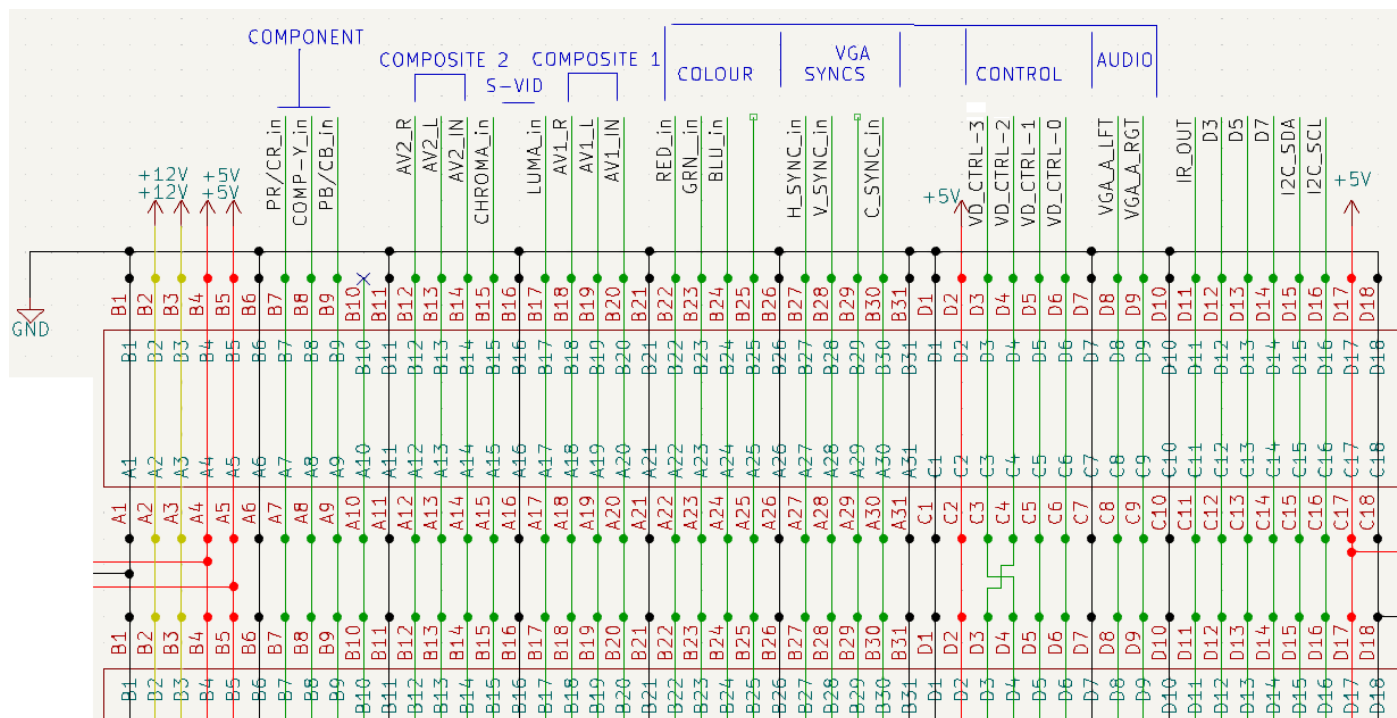 COMPONENT
COMPOSITE 2
S-VID
COMPOSITE 1
COLOUR
VGA
SYNCS
CONTROL
AUDIO
+12V
+12V
+5V
+5V
PR/CR_in
COMP-Y_in
PB/CB_in
AV2_R
AV2_L
AV2_IN
CHROMA_in
LUMA_in
AV1_R
AV1_L
AV1_IN
RED_in
GRN_in
BLU_in
H_SYNC_in
V_SYNC_in
C_SYNC_in
+5V
VD_CTRL-3
VD_CTRL-2
VD_CTRL-1
VD_CTRL-0
VGA_A_LFT
VGA_A_RGT
IR_OUT
D3
D5
D7
I2C_SDA
I2C_SCL
+5V
GND
B1 B2 B3 B4 B5 B6 B7 B8 B9 B10 B11 B12 B13 B14 B15 B16 B17 B18 B19 B20 B21 B22 B23 B24 B25 B26 B27 B28 B29 B30 B31 D1 D2 D3 D4 D5 D6 D7 D8 D9 D10 D11 D12 D13 D14 D15 D16 D17 D18
B1 B2 B3 B4 B5 B6 B7 B8 B9 B10 B11 B12 B13 B14 B15 B16 B17 B18 B19 B20 B21 B22 B23 B24 B25 B26 B27 B28 B29 B30 B31 D1 D2 D3 D4 D5 D6 D7 D8 D9 D10 D11 D12 D13 D14 D15 D16 D17 D18
A1 A2 A3 A4 A5 A6 A7 A8 A9 A10 A11 A12 A13 A14 A15 A16 A17 A18 A19 A20 A21 A22 A23 A24 A25 A26 A27 A28 A29 A30 A31 C1 C2 C3 C4 C5 C6 C7 C8 C9 C10 C11 C12 C13 C14 C15 C16 C17 C18
A1 A2 A3 A4 A5 A6 A7 A8 A9 A10 A11 A12 A13 A14 A15 A16 A17 A18 A19 A20 A21 A22 A23 A24 A25 A26 A27 A28 A29 A30 A31 C1 C2 C3 C4 C5 C6 C7 C8 C9 C10 C11 C12 C13 C14 C15 C16 C17 C18
B1 B2 B3 B4 B5 B6 B7 B8 B9 B10 B11 B12 B13 B14 B15 B16 B17 B18 B19 B20 B21 B22 B23 B24 B25 B26 B27 B28 B29 B30 B31 D1 D2 D3 D4 D5 D6 D7 D8 D9 D10 D11 D12 D13 D14 D15 D16 D17 D18
B1 B2 B3 B4 B5 B6 B7 B8 B9 B10 B11 B12 B13 B14 B15 B16 B17 B18 B19 B20 B21 B22 B23 B24 B25 B26 B27 B28 B29 B30 B31 D1 D2 D3 D4 D5 D6 D7 D8 D9 D10 D11 D12 D13 D14 D15 D16 D17 D18